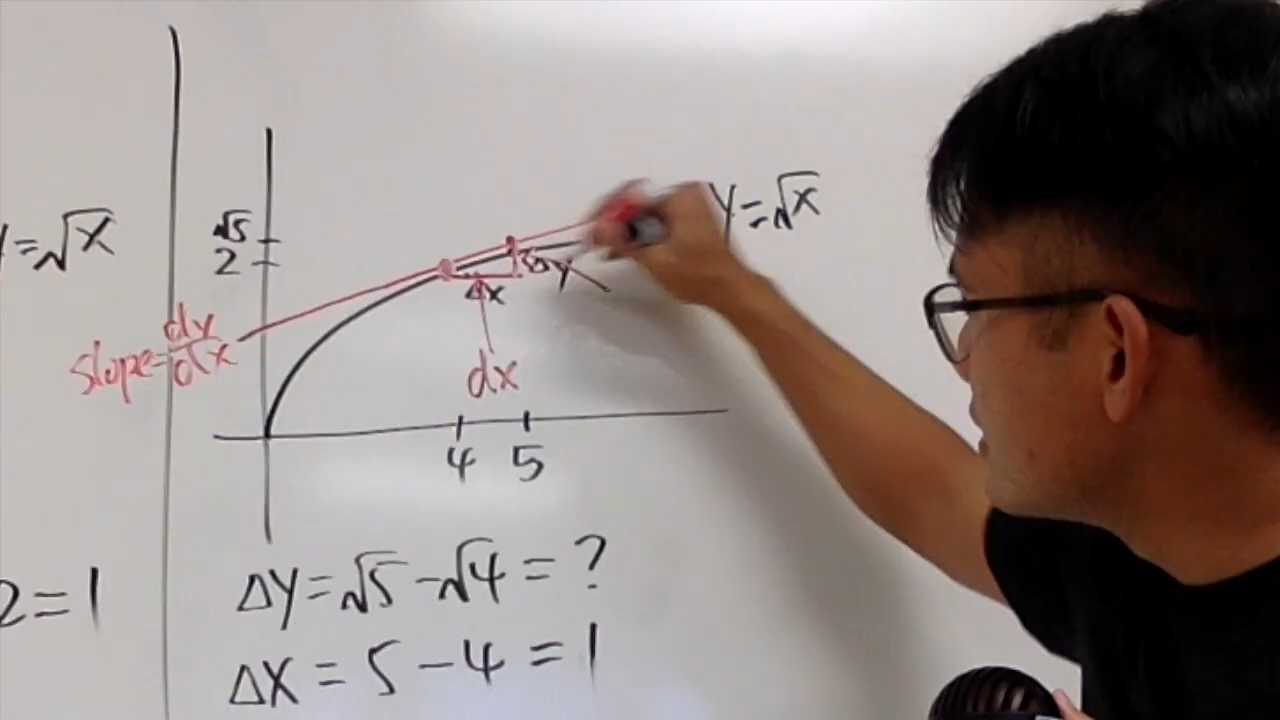 y=√x
2=1
√5
2
slope=dy/dx
Δx
Δy
dx
y=√x
4 5
Δy=√5-√4=?
Δx=5-4=1